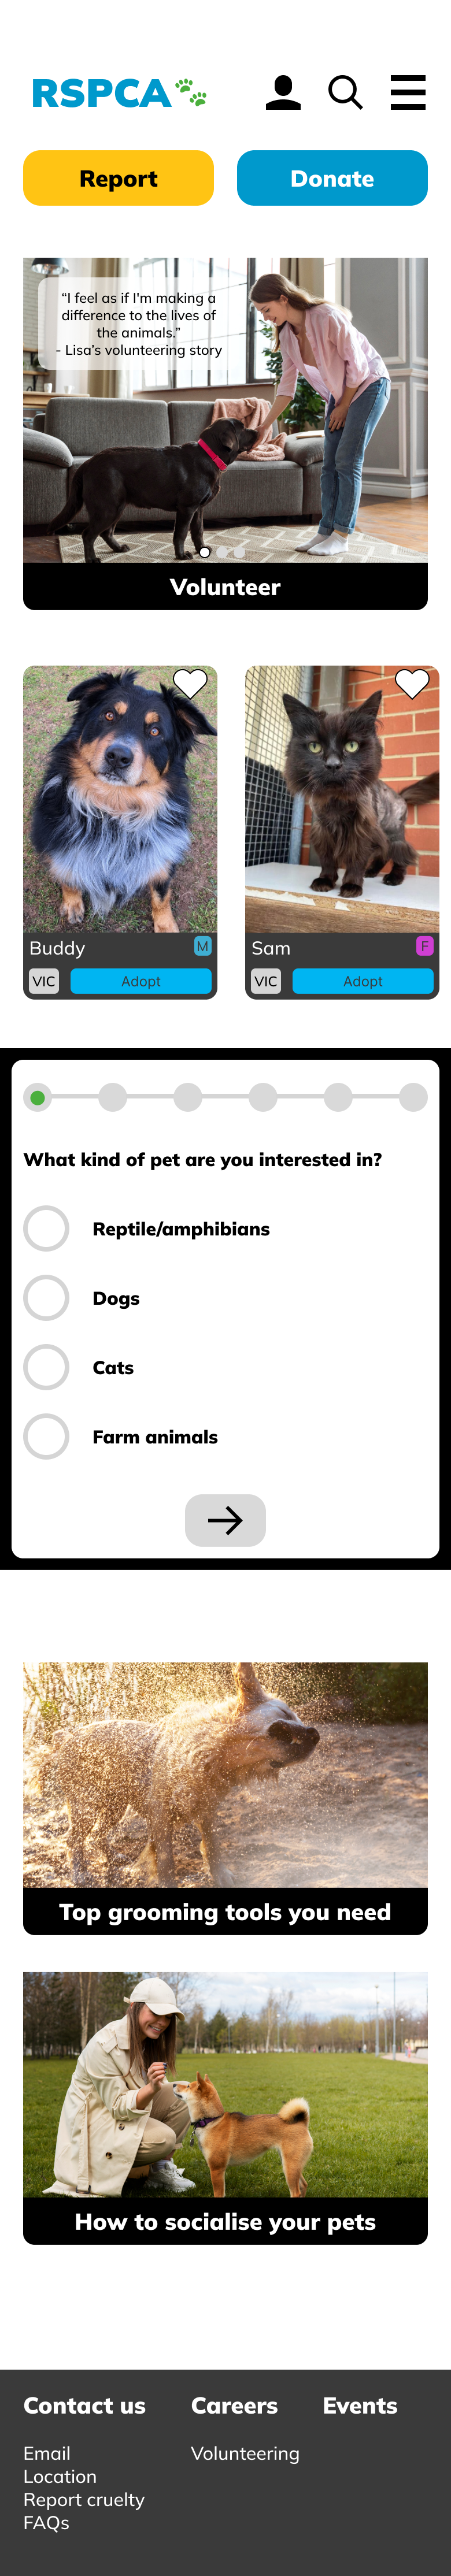 RSPCA
Report
Donate
“I feel as if I'm making a
difference to the lives of
the animals.”
- Lisa’s volunteering story
Volunteer
Buddy
M
VIC
Adopt
Sam
F
VIC
Adopt
What kind of pet are you interested in?
Reptile/amphibians
Dogs
Cats
Farm animals
Top grooming tools you need
How to socialise your pets
Contact us
Email
Location
Report cruelty
FAQs
Careers
Volunteering
Events